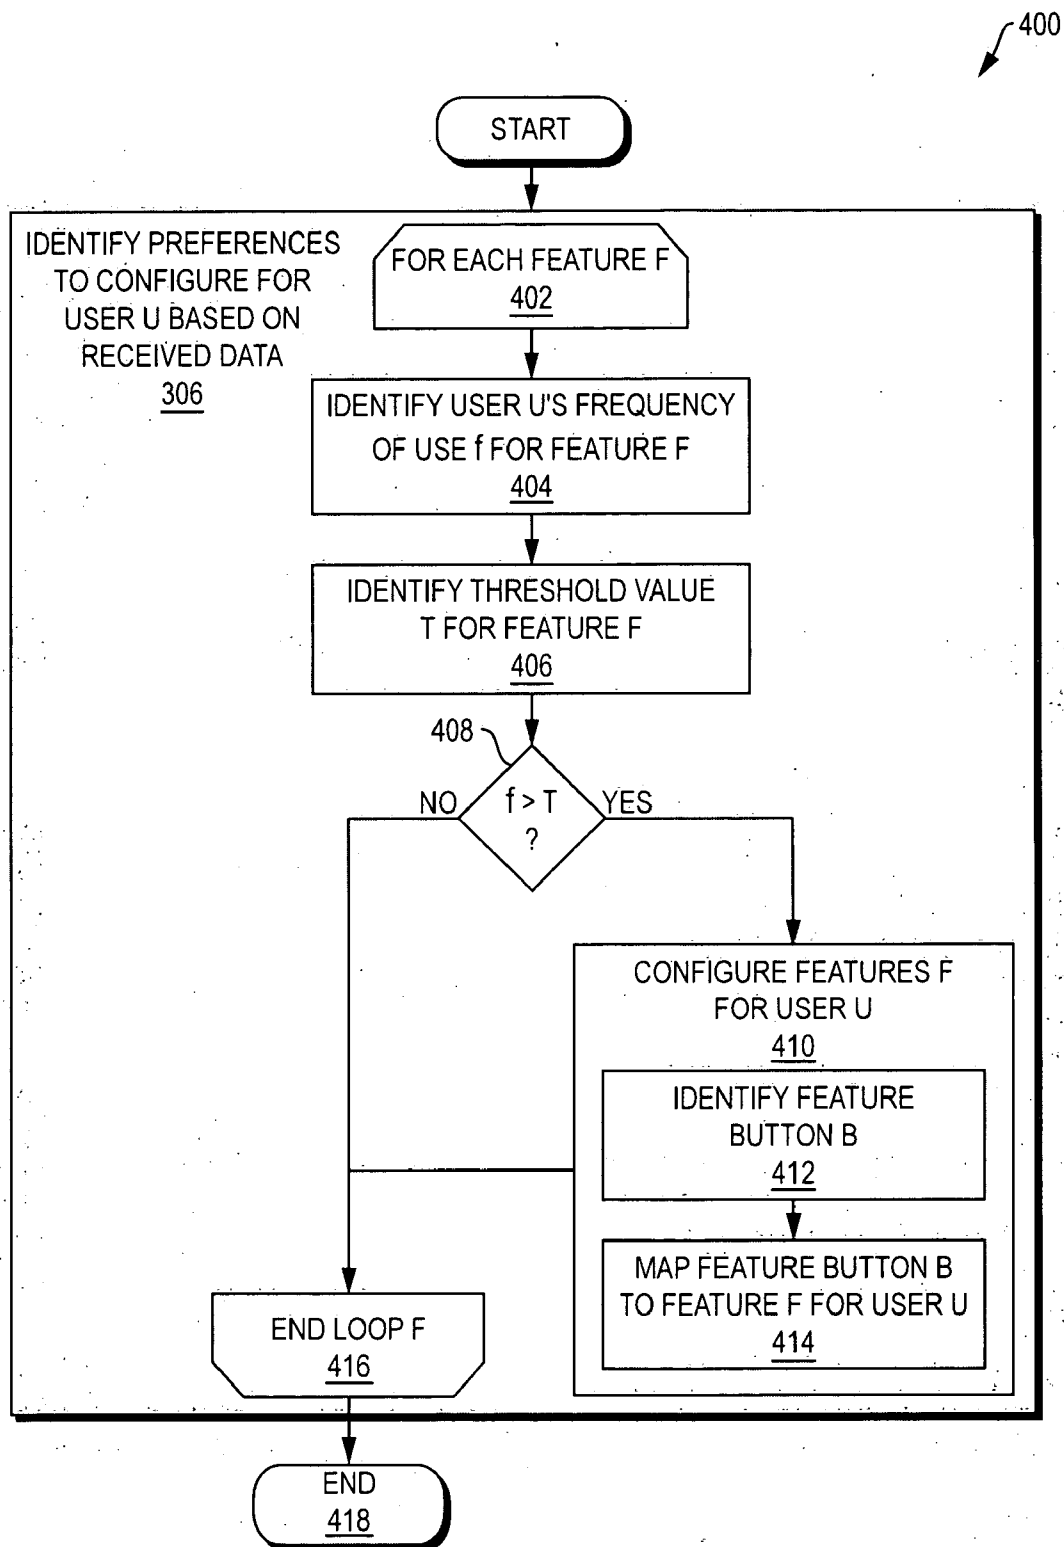 400
START
IDENTIFY PREFERENCES
TO CONFIGURE FOR
USER U BASED ON
RECEIVED DATA
306
FOR EACH FEATURE F
402
IDENTIFY USER U'S FREQUENCY
OF USE f FOR FEATURE F
404
IDENTIFY THRESHOLD VALUE
T FOR FEATURE F
406
408
NO
f > T
?
YES
CONFIGURE FEATURES F
FOR USER U
410
IDENTIFY FEATURE
BUTTON B
412
MAP FEATURE BUTTON B
TO FEATURE F FOR USER U
414
END LOOP F
416
END
418